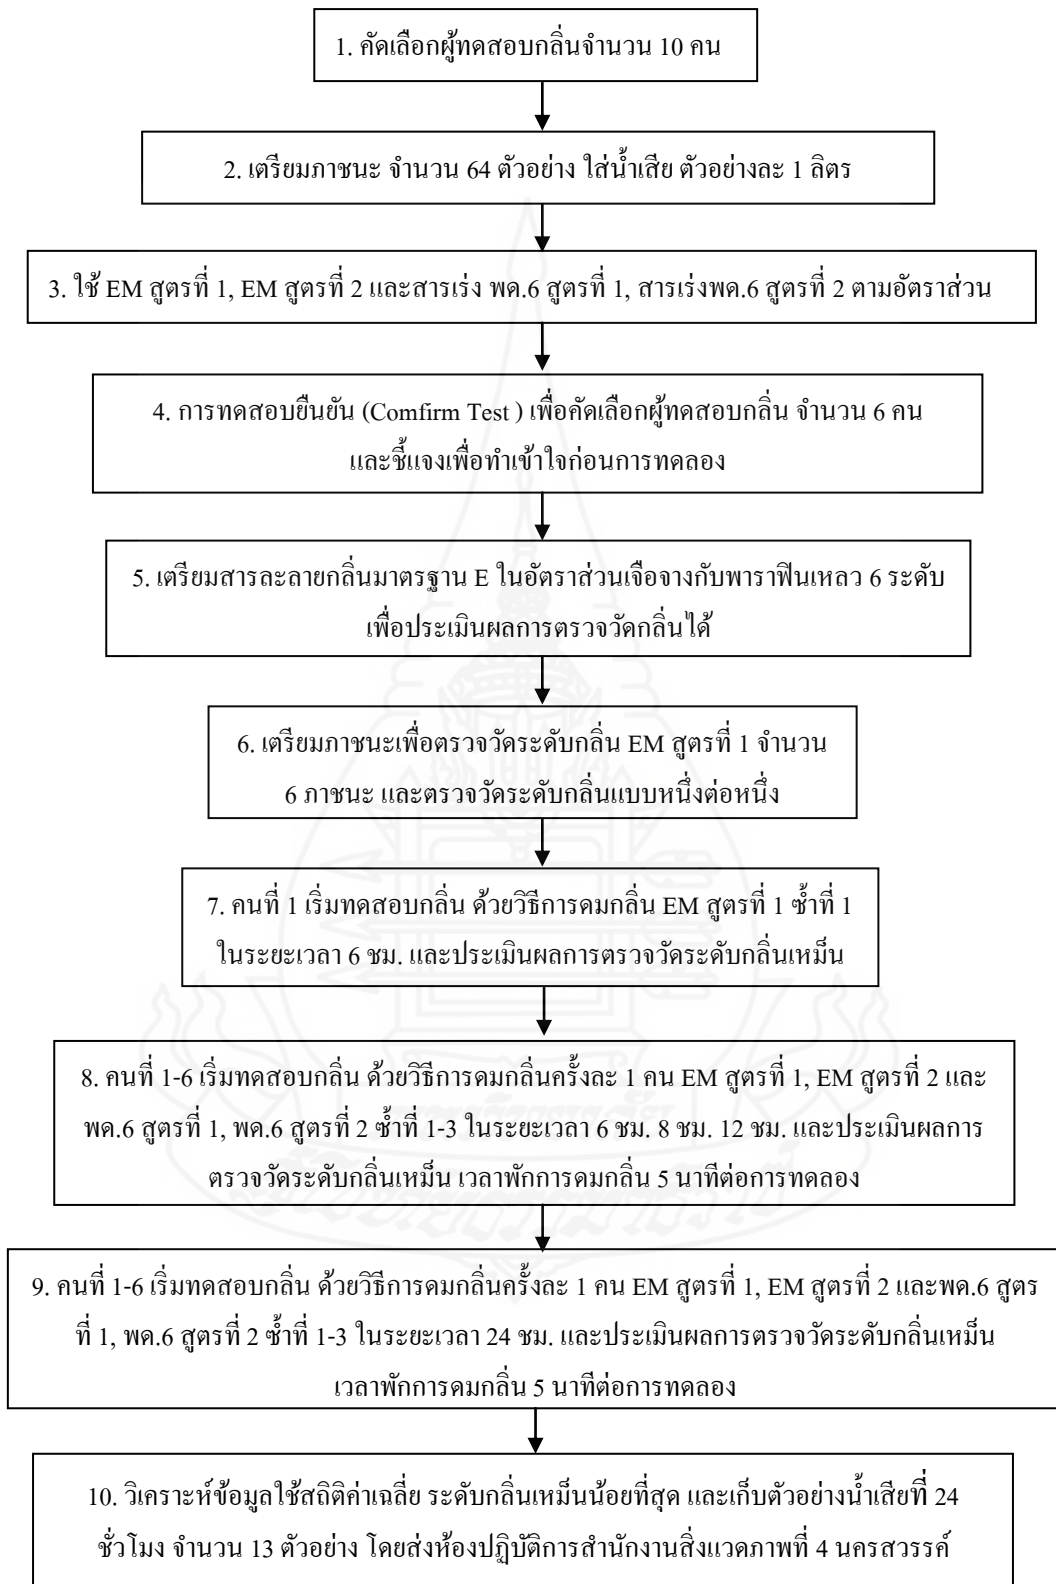 1. คัดเลือกผู้ทดสอบกลิ่นจำนวน 10 คน
2. เตรียมภาชนะ จำนวน 64 ตัวอย่าง ใส่น้ำเสีย ตัวอย่างละ 1 ลิตร
3. ใช้ EM สูตรที่ 1, EM สูตรที่ 2 และสารเร่ง พด.6 สูตรที่ 1, สารเร่งพด.6 สูตรที่ 2 ตามอัตราส่วน
4. การทดสอบยืนยัน (Comfirm Test ) เพื่อคัดเลือกผู้ทดสอบกลิ่น จำนวน 6 คน
และชี้แจงเพื่อทำเข้าใจก่อนการทดลอง
5. เตรียมสารละลายกลิ่นมาตรฐาน E ในอัตราส่วนเจือจางกับพาราฟินเหลว 6 ระดับ
เพื่อประเมินผลการตรวจวัดกลิ่นได้
6. เตรียมภาชนะเพื่อตรวจวัดระดับกลิ่น EM สูตรที่ 1 จำนวน
6 ภาชนะ และตรวจวัดระดับกลิ่นแบบหนึ่งต่อหนึ่ง
7. คนที่ 1 เริ่มทดสอบกลิ่น ด้วยวิธีการดมกลิ่น EM สูตรที่ 1 ซ้ำที่ 1
ในระยะเวลา 6 ชม. และประเมินผลการตรวจวัดระดับกลิ่นเหม็น
8. คนที่ 1-6 เริ่มทดสอบกลิ่น ด้วยวิธีการดมกลิ่นครั้งละ 1 คน EM สูตรที่ 1, EM สูตรที่ 2 และ
พด.6 สูตรที่ 1, พด.6 สูตรที่ 2 ซ้ำที่ 1-3 ในระยะเวลา 6 ชม. 8 ชม. 12 ชม. และประเมินผลการ
ตรวจวัดระดับกลิ่นเหม็น เวลาพักการดมกลิ่น 5 นาทีต่อการทดลอง
9. คนที่ 1-6 เริ่มทดสอบกลิ่น ด้วยวิธีการดมกลิ่นครั้งละ 1 คน EM สูตรที่ 1, EM สูตรที่ 2 และพด.6 สูตร
ที่ 1, พด.6 สูตรที่ 2 ซ้ำที่ 1-3 ในระยะเวลา 24 ชม. และประเมินผลการตรวจวัดระดับกลิ่นเหม็น
เวลาพักการดมกลิ่น 5 นาทีต่อการทดลอง
10. วิเคราะห์ข้อมูลใช้สถิติค่าเฉลี่ย ระดับกลิ่นเหม็นน้อยที่สุด และเก็บตัวอย่างน้ำเสียที่ 24
ชั่วโมง จำนวน 13 ตัวอย่าง โดยส่งห้องปฏิบัติการสำนักงานสิ่งแวดภาพที่ 4 นครสวรรค์